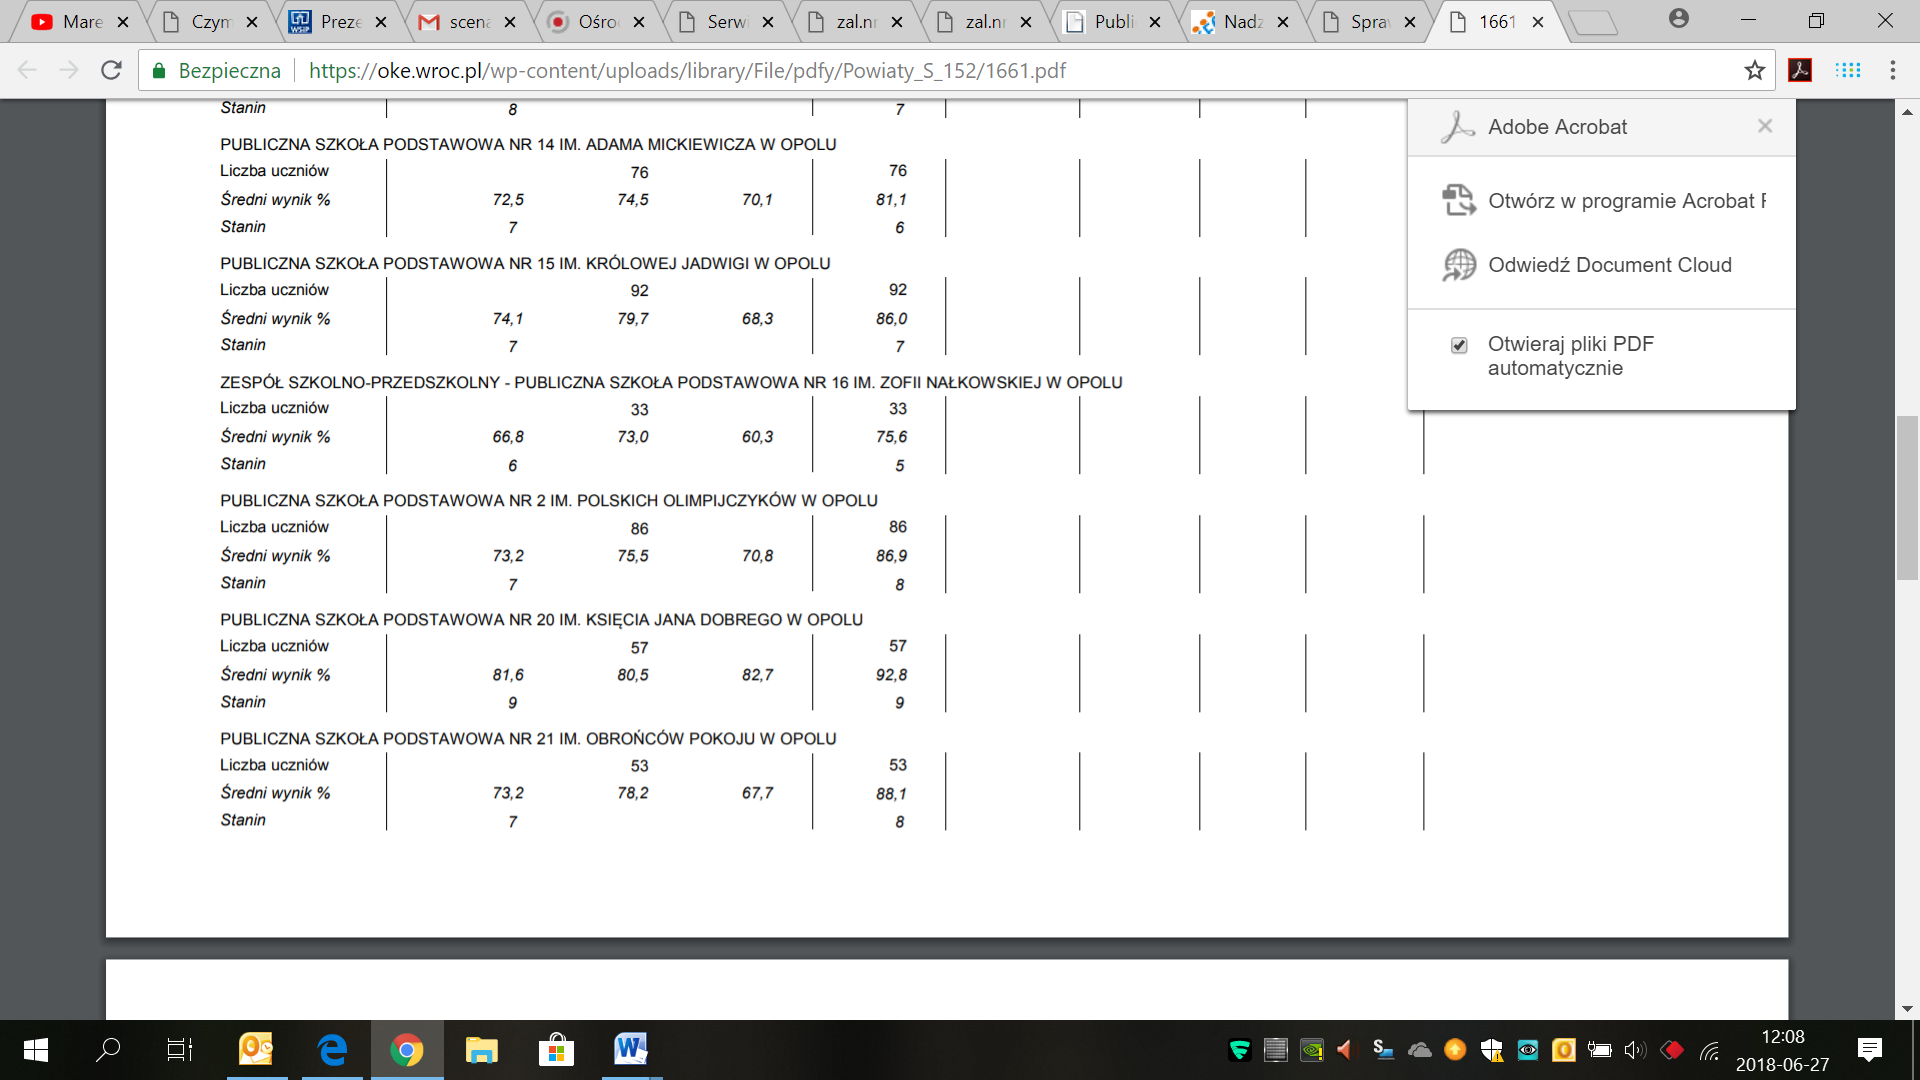 Mare
Czym
Preze
scena
Ośro
Serwi
zal.nr
zal.nr
Publi
Nadz
Spra
1661
Bezpieczna
https://oke.wroc.pl/wp-content/uploads/library/File/pdfy/Powiaty_S_152/1661.pdf
Stanin 8 7
PUBLICZNA SZKOŁA PODSTAWOWA NR 14 IM. ADAMA MICKIEWICZA W OPOLU
Liczba uczniów 76 76
Średni wynik % 72,5 74,5 70,1 81,1
Stanin 7 6
PUBLICZNA SZKOŁA PODSTAWOWA NR 15 IM. KRÓLOWEJ JADWIGI W OPOLU
Liczba uczniów 92 92
Średni wynik % 74,1 79,7 68,3 86,0
Stanin 7 7
ZESPÓŁ SZKOLNO-PRZEDSZKOLNY - PUBLICZNA SZKOŁA PODSTAWOWA NR 16 IM. ZOFII NAŁKOWSKIEJ W OPOLU
Liczba uczniów 33 33
Średni wynik % 66,8 73,0 60,3 75,6
Stanin 6 5
PUBLICZNA SZKOŁA PODSTAWOWA NR 2 IM. POLSKICH OLIMPIJCZYKÓW W OPOLU
Liczba uczniów 86 86
Średni wynik % 73,2 75,5 70,8 86,9
Stanin 7 8
PUBLICZNA SZKOŁA PODSTAWOWA NR 20 IM. KSIĘCIA JANA DOBREGO W OPOLU
Liczba uczniów 57 57
Średni wynik % 81,6 80,5 82,7 92,8
Stanin 9 9
PUBLICZNA SZKOŁA PODSTAWOWA NR 21 IM. OBROŃCÓW POKOJU W OPOLU
Liczba uczniów 53 53
Średni wynik % 73,2 78,2 67,7 88,1
Stanin 7 8
Adobe Acrobat
Otwórz w programie Acrobat
Odwiedź Document Cloud
Otwieraj pliki PDF
automatycznie
12:08
2018-06-27